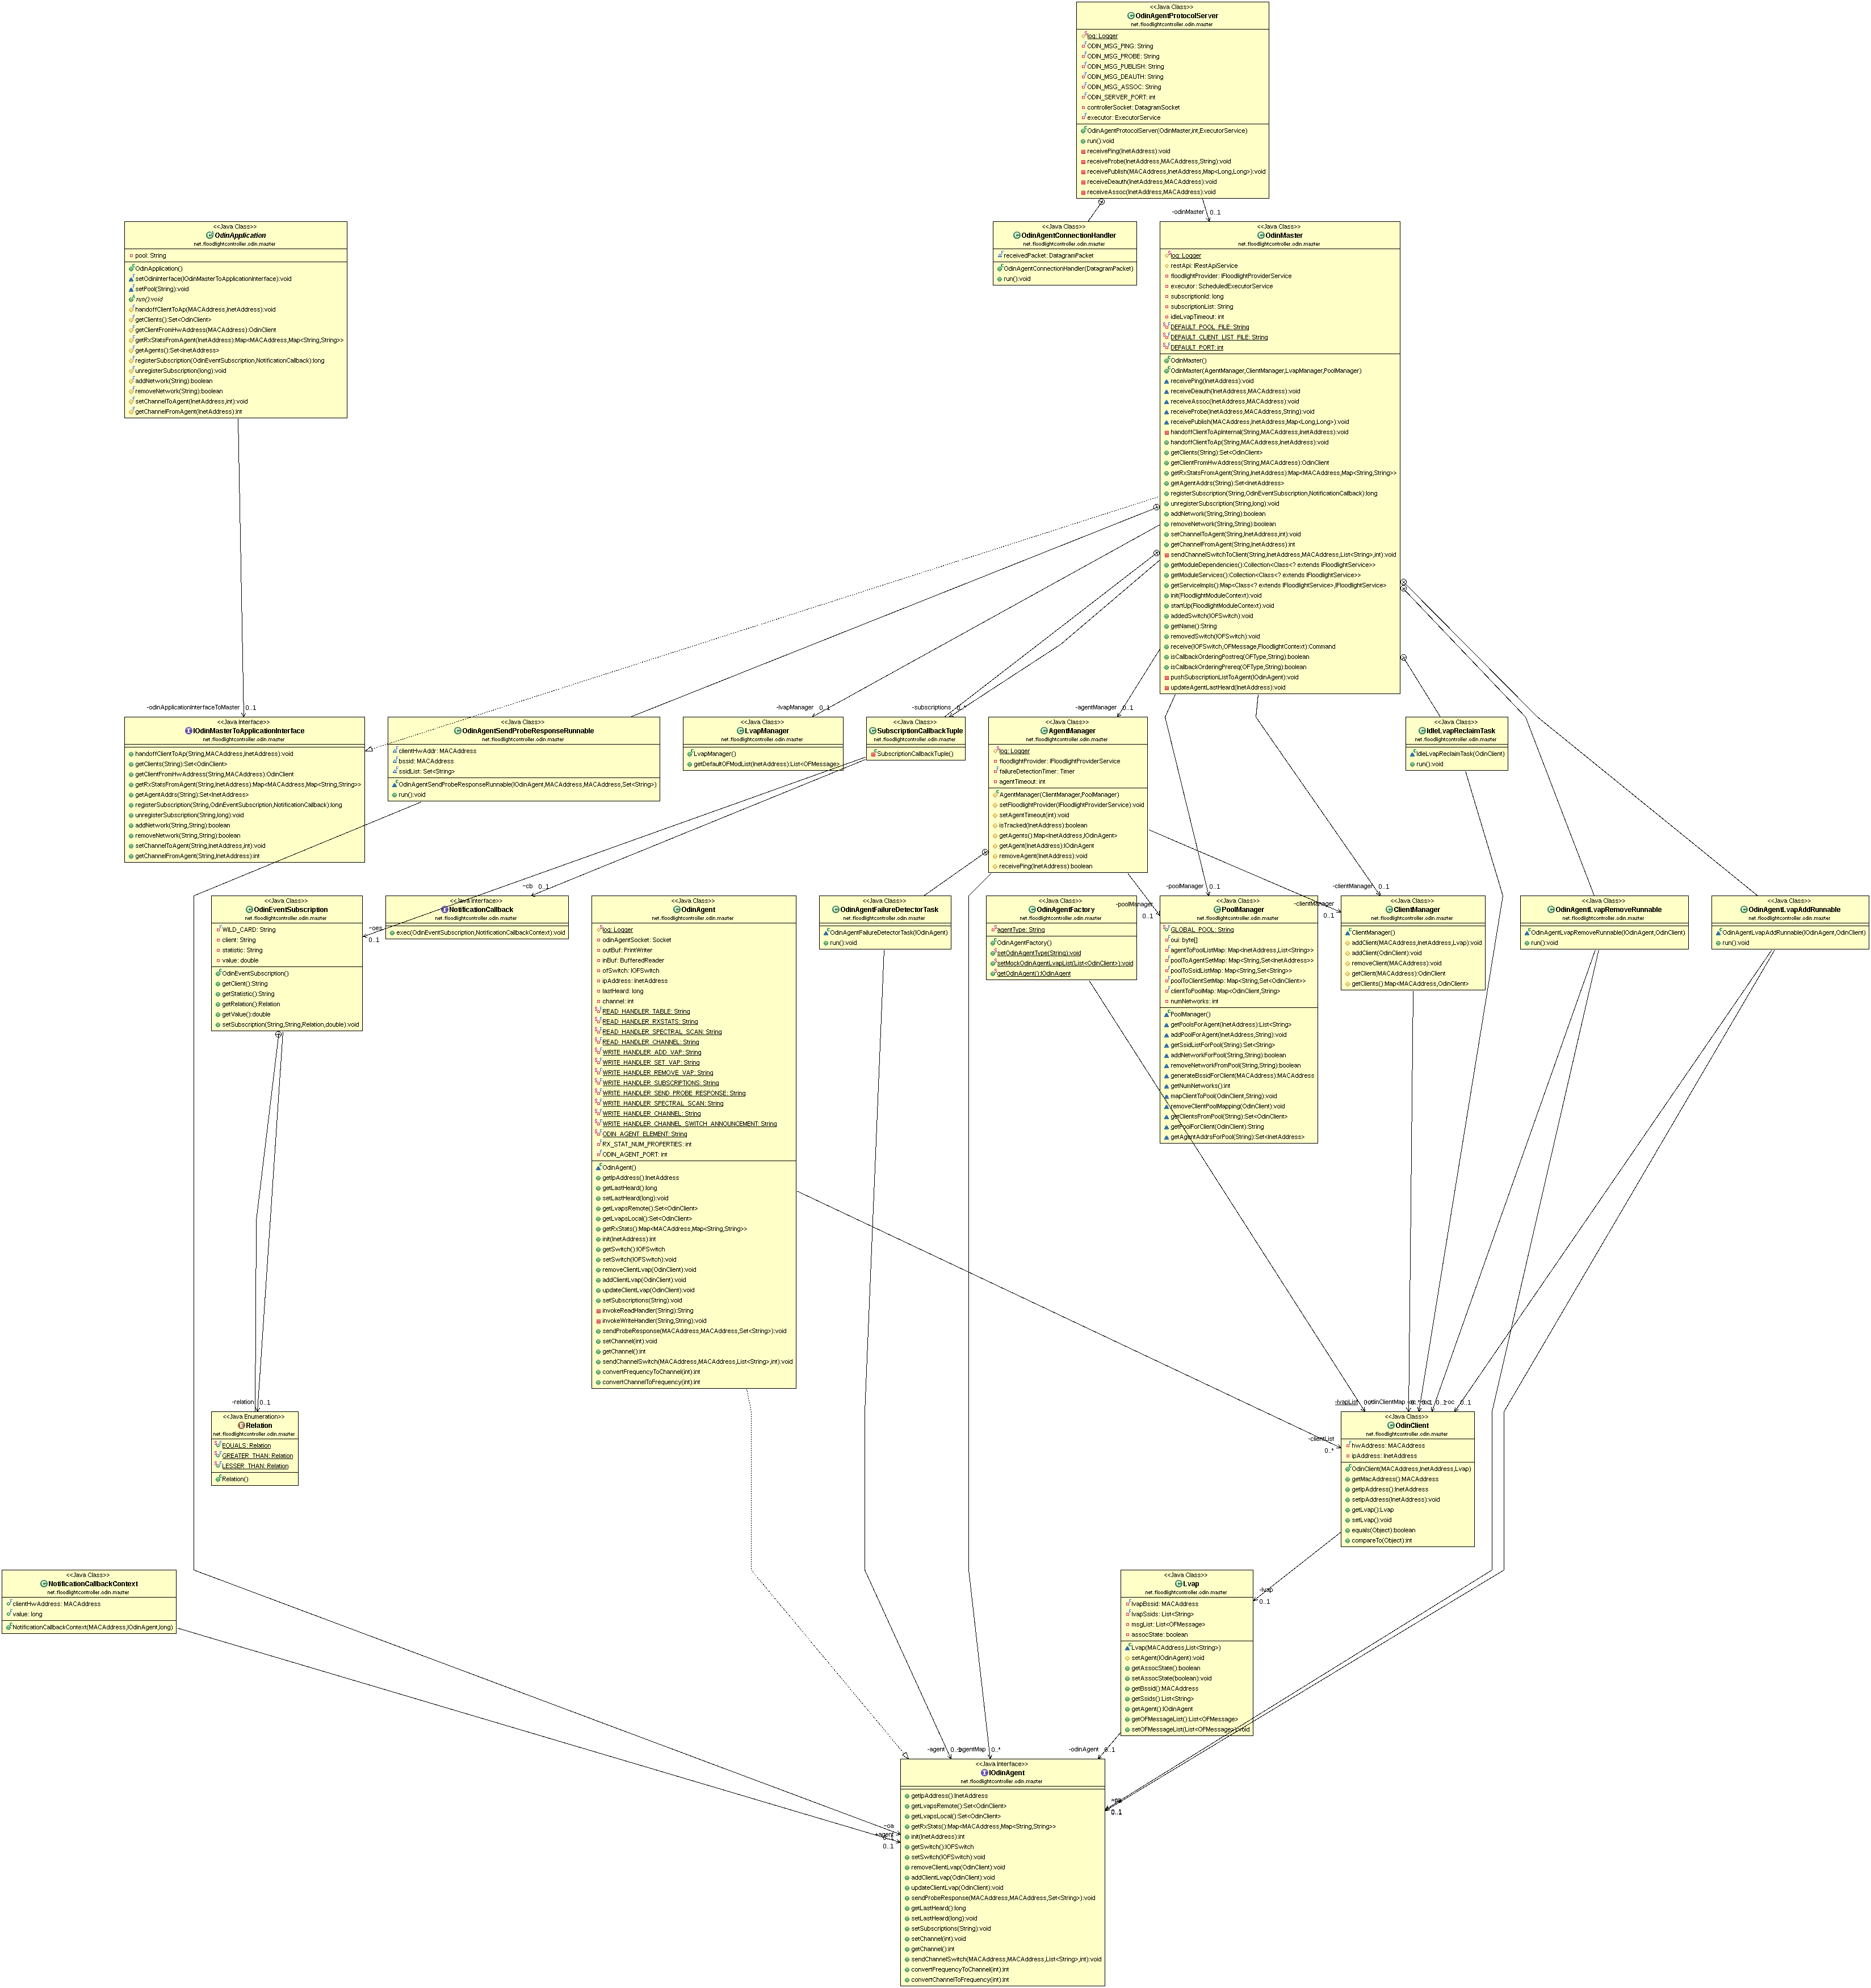 <<Java Class>>
OdinAgentProtocolServer
net.floodlightcontroller.odin.master
log: Logger
ODIN_MSG_PING: String
ODIN_MSG_PROBE: String
ODIN_MSG_PUBLISH: String
ODIN_MSG_DEAUTH: String
ODIN_MSG_ASSOC: String
ODIN_SERVER_PORT: int
controllerSocket: DatagramSocket
executor: ExecutorService
OdinAgentProtocolServer(OdinMaster,int,ExecutorService)
run():void
receivePing(InetAddress):void
receiveProbe(InetAddress,MACAddress,String):void
receivePublish(MACAddress,InetAddress,Map<Long,Long>):void
receiveDeauth(InetAddress,MACAddress):void
receiveAssoc(InetAddress,MACAddress):void
-odinMaster 0..1
<<Java Class>>
OdinApplication
net.floodlightcontroller.odin.master
pool: String
OdinApplication()
setOdinInterface(IOdinMasterToApplicationInterface):void
setPool(String):void
run():void
handoffClientToAp(MACAddress,InetAddress):void
getClients():Set<OdinClient>
getClientFromHwAddress(MACAddress):OdinClient
getRxStatsFromAgent(InetAddress):Map<MACAddress,Map<String,String>>
getAgents():Set<InetAddress>
registerSubscription(OdinEventSubscription,NotificationCallback):long
unregisterSubscription(long):void
addNetwork(String):boolean
removeNetwork(String):boolean
setChannelToAgent(InetAddress,int):void
getChannelFromAgent(InetAddress):int
<<Java Class>>
OdinAgentConnectionHandler
net.floodlightcontroller.odin.master
receivedPacket: DatagramPacket
OdinAgentConnectionHandler(DatagramPacket)
run():void
<<Java Class>>
OdinMaster
net.floodlightcontroller.odin.master
log: Logger
restApi: IRestApiService
floodlightProvider: IFloodlightProviderService
executor: ScheduledExecutorService
subscriptionId: long
subscriptionList: String
idleLvapTimeout: int
DEFAULT_POOL_FILE: String
DEFAULT_CLIENT_LIST_FILE: String
DEFAULT_PORT: int
OdinMaster()
OdinMaster(AgentManager,ClientManager,LvapManager,PoolManager)
receivePing(InetAddress):void
receiveDeauth(InetAddress,MACAddress):void
receiveAssoc(InetAddress,MACAddress):void
receiveProbe(InetAddress,MACAddress,String):void
receivePublish(MACAddress,InetAddress,Map<Long,Long>):void
handoffClientToApInternal(String,MACAddress,InetAddress):void
handoffClientToAp(String,MACAddress,InetAddress):void
getClients(String):Set<OdinClient>
getClientFromHwAddress(String,MACAddress):OdinClient
getRxStatsFromAgent(String,InetAddress):Map<MACAddress,Map<String,String>>
getAgentAddrs(String):Set<InetAddress>
registerSubscription(String,OdinEventSubscription,NotificationCallback):long
unregisterSubscription(String,long):void
addNetwork(String,String):boolean
removeNetwork(String,String):boolean
setChannelToAgent(String,InetAddress,int):void
getChannelFromAgent(String,InetAddress):int
sendChannelSwitchToClient(String,InetAddress,MACAddress,List<String>,int):void
getModuleDependencies():Collection<Class<? extends IFloodlightService>>
getModuleServices():Collection<Class<? extends IFloodlightService>>
getServiceImpls():Map<Class<? extends IFloodlightService>,IFloodlightService>
init(FloodlightModuleContext):void
startUp(FloodlightModuleContext):void
addedSwitch(IOFSwitch):void
getName():String
removedSwitch(IOFSwitch):void
receive(IOFSwitch,OFMessage,FloodlightContext):Command
isCallbackOrderingPostreq(OFType,String):boolean
isCallbackOrderingPrereq(OFType,String):boolean
pushSubscriptionListToAgent(IOdinAgent):void
updateAgentLastHeard(InetAddress):void
-odinApplicationInterfaceToMaster 0..1
-lvapManager 0..1
-subscriptions 0..*
-agentManager 0..1
<<Java Interface>>
IOdinMasterToApplicationInterface
net.floodlightcontroller.odin.master
handoffClientToAp(String,MACAddress,InetAddress):void
getClients(String):Set<OdinClient>
getClientFromHwAddress(String,MACAddress):OdinClient
getRxStatsFromAgent(String,InetAddress):Map<MACAddress,Map<String,String>>
getAgentAddrs(String):Set<InetAddress>
registerSubscription(String,OdinEventSubscription,NotificationCallback):long
unregisterSubscription(String,long):void
addNetwork(String,String):boolean
removeNetwork(String,String):boolean
setChannelToAgent(String,InetAddress,int):void
getChannelFromAgent(String,InetAddress):int
<<Java Class>>
OdinAgentSendProbeResponseRunnable
net.floodlightcontroller.odin.master
clientHwAddr: MACAddress
bssid: MACAddress
ssidList: Set<String>
OdinAgentSendProbeResponseRunnable(IOdinAgent,MACAddress,MACAddress,Set<String>)
run():void
<<Java Class>>
LvapManager
net.floodlightcontroller.odin.master
LvapManager()
getDefaultOFModList(InetAddress):List<OFMessage>
<<Java Class>>
SubscriptionCallbackTuple
net.floodlightcontroller.odin.master
SubscriptionCallbackTuple()
<<Java Class>>
AgentManager
net.floodlightcontroller.odin.master
log: Logger
floodlightProvider: IFloodlightProviderService
failureDetectionTimer: Timer
agentTimeout: int
AgentManager(ClientManager,PoolManager)
setFloodlightProvider(IFloodlightProviderService):void
setAgentTimeout(int):void
isTracked(InetAddress):boolean
getAgents():Map<InetAddress,IOdinAgent>
getAgent(InetAddress):IOdinAgent
removeAgent(InetAddress):void
receivePing(InetAddress):boolean
<<Java Class>>
IdleLvapReclaimTask
net.floodlightcontroller.odin.master
IdleLvapReclaimTask(OdinClient)
run():void
~oes 0..1
~cb 0..1
-poolManager 0..1
-poolManager 0..1
-clientManager 0..1
-clientManager 0..1
<<Java Class>>
OdinEventSubscription
net.floodlightcontroller.odin.master
WILD_CARD: String
client: String
statistic: String
value: double
OdinEventSubscription()
getClient():String
getStatistic():String
getRelation():Relation
getValue():double
setSubscription(String,String,Relation,double):void
<<Java Interface>>
NotificationCallback
net.floodlightcontroller.odin.master
exec(OdinEventSubscription,NotificationCallbackContext):void
<<Java Class>>
OdinAgent
net.floodlightcontroller.odin.master
log: Logger
odinAgentSocket: Socket
outBuf: PrintWriter
inBuf: BufferedReader
ofSwitch: IOFSwitch
ipAddress: InetAddress
lastHeard: long
channel: int
READ_HANDLER_TABLE: String
READ_HANDLER_RXSTATS: String
READ_HANDLER_SPECTRAL_SCAN: String
READ_HANDLER_CHANNEL: String
WRITE_HANDLER_ADD_VAP: String
WRITE_HANDLER_SET_VAP: String
WRITE_HANDLER_REMOVE_VAP: String
WRITE_HANDLER_SUBSCRIPTIONS: String
WRITE_HANDLER_SEND_PROBE_RESPONSE: String
WRITE_HANDLER_SPECTRAL_SCAN: String
WRITE_HANDLER_CHANNEL: String
WRITE_HANDLER_CHANNEL_SWITCH_ANNOUNCEMENT: String
ODIN_AGENT_ELEMENT: String
RX_STAT_NUM_PROPERTIES: int
ODIN_AGENT_PORT: int
OdinAgent()
getIpAddress():InetAddress
getLastHeard():long
setLastHeard(long):void
getLvapsRemote():Set<OdinClient>
getLvapsLocal():Set<OdinClient>
getRxStats():Map<MACAddress,Map<String,String>>
init(InetAddress):int
getSwitch():IOFSwitch
setSwitch(IOFSwitch):void
removeClientLvap(OdinClient):void
addClientLvap(OdinClient):void
updateClientLvap(OdinClient):void
setSubscriptions(String):void
invokeReadHandler(String):String
invokeWriteHandler(String,String):void
sendProbeResponse(MACAddress,MACAddress,Set<String>):void
setChannel(int):void
getChannel():int
sendChannelSwitch(MACAddress,MACAddress,List<String>,int):void
convertFrequencyToChannel(int):int
convertChannelToFrequency(int):int
<<Java Class>>
OdinAgentFailureDetectorTask
net.floodlightcontroller.odin.master
OdinAgentFailureDetectorTask(IOdinAgent)
run():void
<<Java Class>>
OdinAgentFactory
net.floodlightcontroller.odin.master
agentType: String
OdinAgentFactory()
setOdinAgentType(String):void
setMockOdinAgentLvapList(List<OdinClient>):void
getOdinAgent():IOdinAgent
<<Java Class>>
PoolManager
net.floodlightcontroller.odin.master
GLOBAL_POOL: String
oui: byte[]
agentToPoolListMap: Map<InetAddress,List<String>>
poolToAgentSetMap: Map<String,Set<InetAddress>>
poolToSsidListMap: Map<String,Set<String>>
poolToClientSetMap: Map<String,Set<OdinClient>>
clientToPoolMap: Map<OdinClient,String>
numNetworks: int
PoolManager()
getPoolsForAgent(InetAddress):List<String>
addPoolForAgent(InetAddress,String):void
getSsidListForPool(String):Set<String>
addNetworkForPool(String,String):boolean
removeNetworkFromPool(String,String):boolean
generateBssidForClient(MACAddress):MACAddress
getNumNetworks():int
mapClientToPool(OdinClient,String):void
removeClientPoolMapping(OdinClient):void
getClientsFromPool(String):Set<OdinClient>
getPoolForClient(OdinClient):String
getAgentAddrsForPool(String):Set<InetAddress>
<<Java Class>>
ClientManager
net.floodlightcontroller.odin.master
ClientManager()
addClient(MACAddress,InetAddress,Lvap):void
addClient(OdinClient):void
removeClient(MACAddress):void
getClient(MACAddress):OdinClient
getClients():Map<MACAddress,OdinClient>
<<Java Class>>
OdinAgentLvapRemoveRunnable
net.floodlightcontroller.odin.master
OdinAgentLvapRemoveRunnable(IOdinAgent,OdinClient)
run():void
<<Java Class>>
OdinAgentLvapAddRunnable
net.floodlightcontroller.odin.master
OdinAgentLvapAddRunnable(IOdinAgent,OdinClient)
run():void
-relation 0..1
-lvapList
-clientList
0..*
<<Java Enumeration>>
Relation
net.floodlightcontroller.odin.master
EQUALS: Relation
GREATER_THAN: Relation
LESSER_THAN: Relation
Relation()
<<Java Class>>
OdinClient
net.floodlightcontroller.odin.master
hwAddress: MACAddress
ipAddress: InetAddress
OdinClient(MACAddress,InetAddress,Lvap)
getMacAddress():MACAddress
getIpAddress():InetAddress
setIpAddress(InetAddress):void
getLvap():Lvap
setLvap():void
equals(Object):boolean
compareTo(Object):int
<<Java Class>>
NotificationCallbackContext
net.floodlightcontroller.odin.master
clientHwAddress: MACAddress
value: long
NotificationCallbackContext(MACAddress,IOdinAgent,long)
-lvap
0..1
<<Java Class>>
Lvap
net.floodlightcontroller.odin.master
lvapBssid: MACAddress
lvapSsids: List<String>
msgList: List<OFMessage>
assocState: boolean
Lvap(MACAddress,List<String>)
setAgent(IOdinAgent):void
getAssocState():boolean
setAssocState(boolean):void
getBssid():MACAddress
getSsids():List<String>
getAgent():IOdinAgent
getOFMessageList():List<OFMessage>
setOFMessageList(List<OFMessage>):void
-agent
0..*
-odinAgent 0..1
<<Java Interface>>
IOdinAgent
net.floodlightcontroller.odin.master
getIpAddress():InetAddress
getLvapsRemote():Set<OdinClient>
getLvapsLocal():Set<OdinClient>
getRxStats():Map<MACAddress,Map<String,String>>
init(InetAddress):int
getSwitch():IOFSwitch
setSwitch(IOFSwitch):void
removeClientLvap(OdinClient):void
addClientLvap(OdinClient):void
updateClientLvap(OdinClient):void
sendProbeResponse(MACAddress,MACAddress,Set<String>):void
getLastHeard():long
setLastHeard(long):void
setSubscriptions(String):void
setChannel(int):void
getChannel():int
sendChannelSwitch(MACAddress,MACAddress,List<String>,int):void
convertFrequencyToChannel(int):int
convertChannelToFrequency(int):int
~oa
0..1
0..1